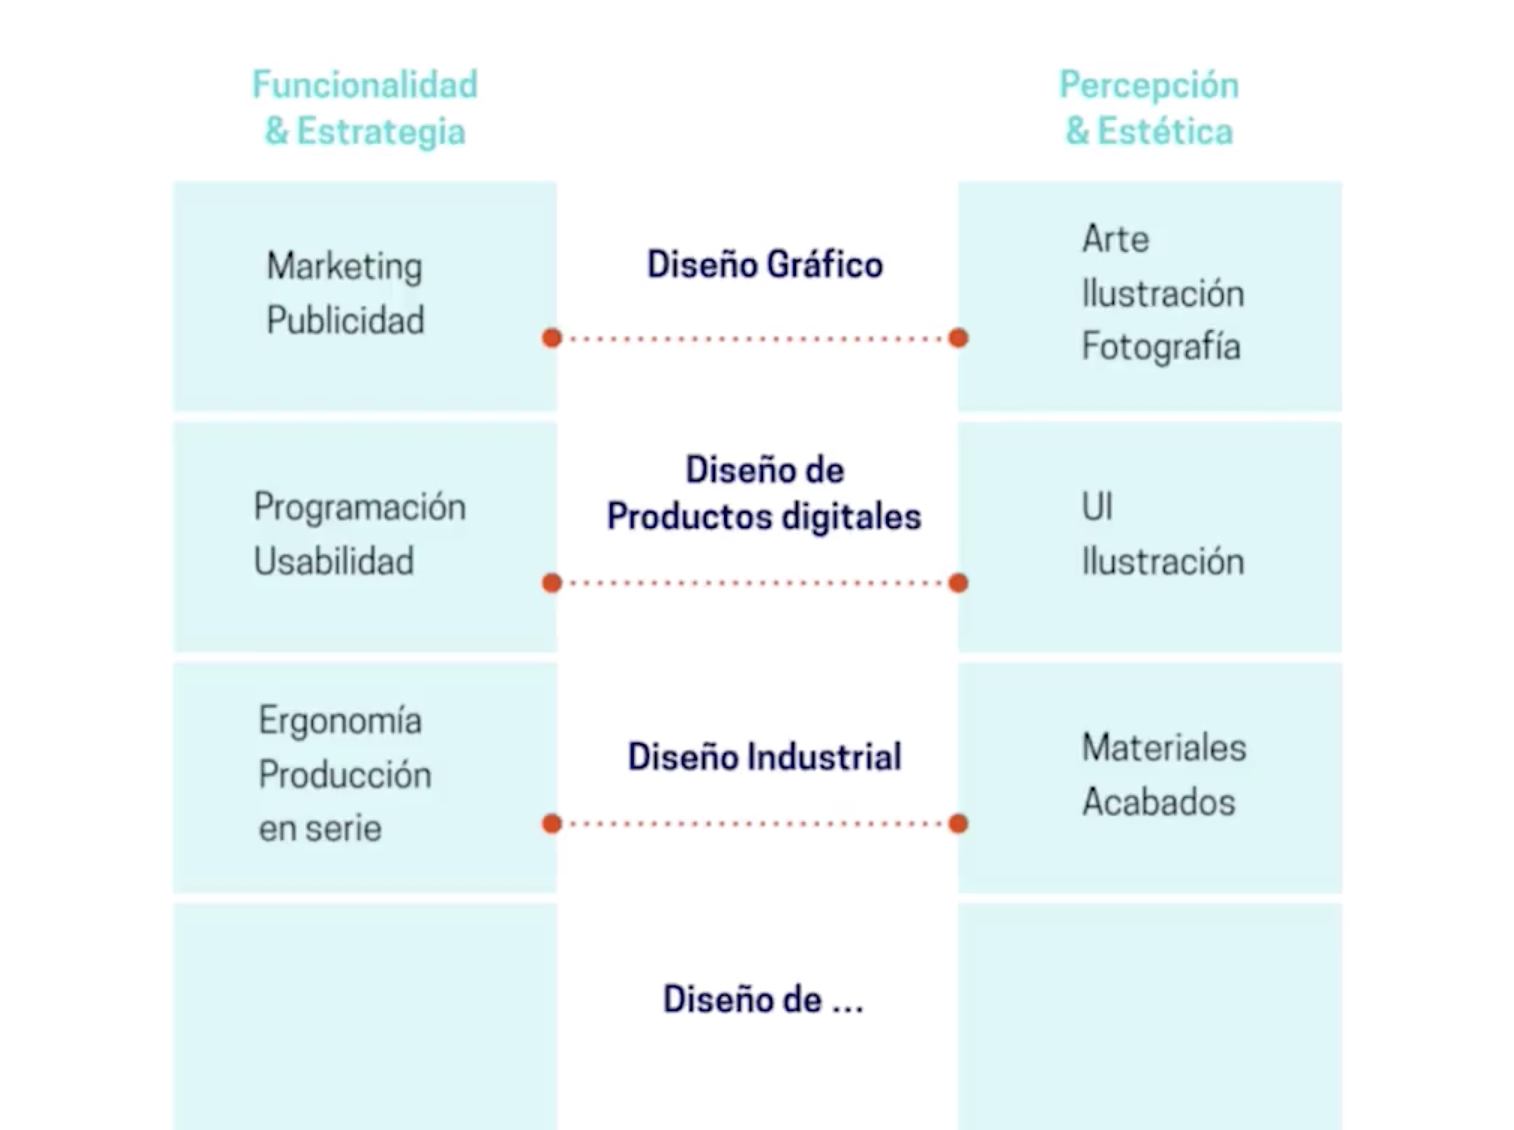 Funcionalidad
& Estrategia
Percepción
& Estética
Marketing
Publicidad
Diseño Gráfico
Arte
Ilustración
Fotografía
Programación
Usabilidad
Diseño de
Productos digitales
UI
Ilustración
Ergonomía
Producción
en serie
Diseño Industrial
Materiales
Acabados
Diseño de ...